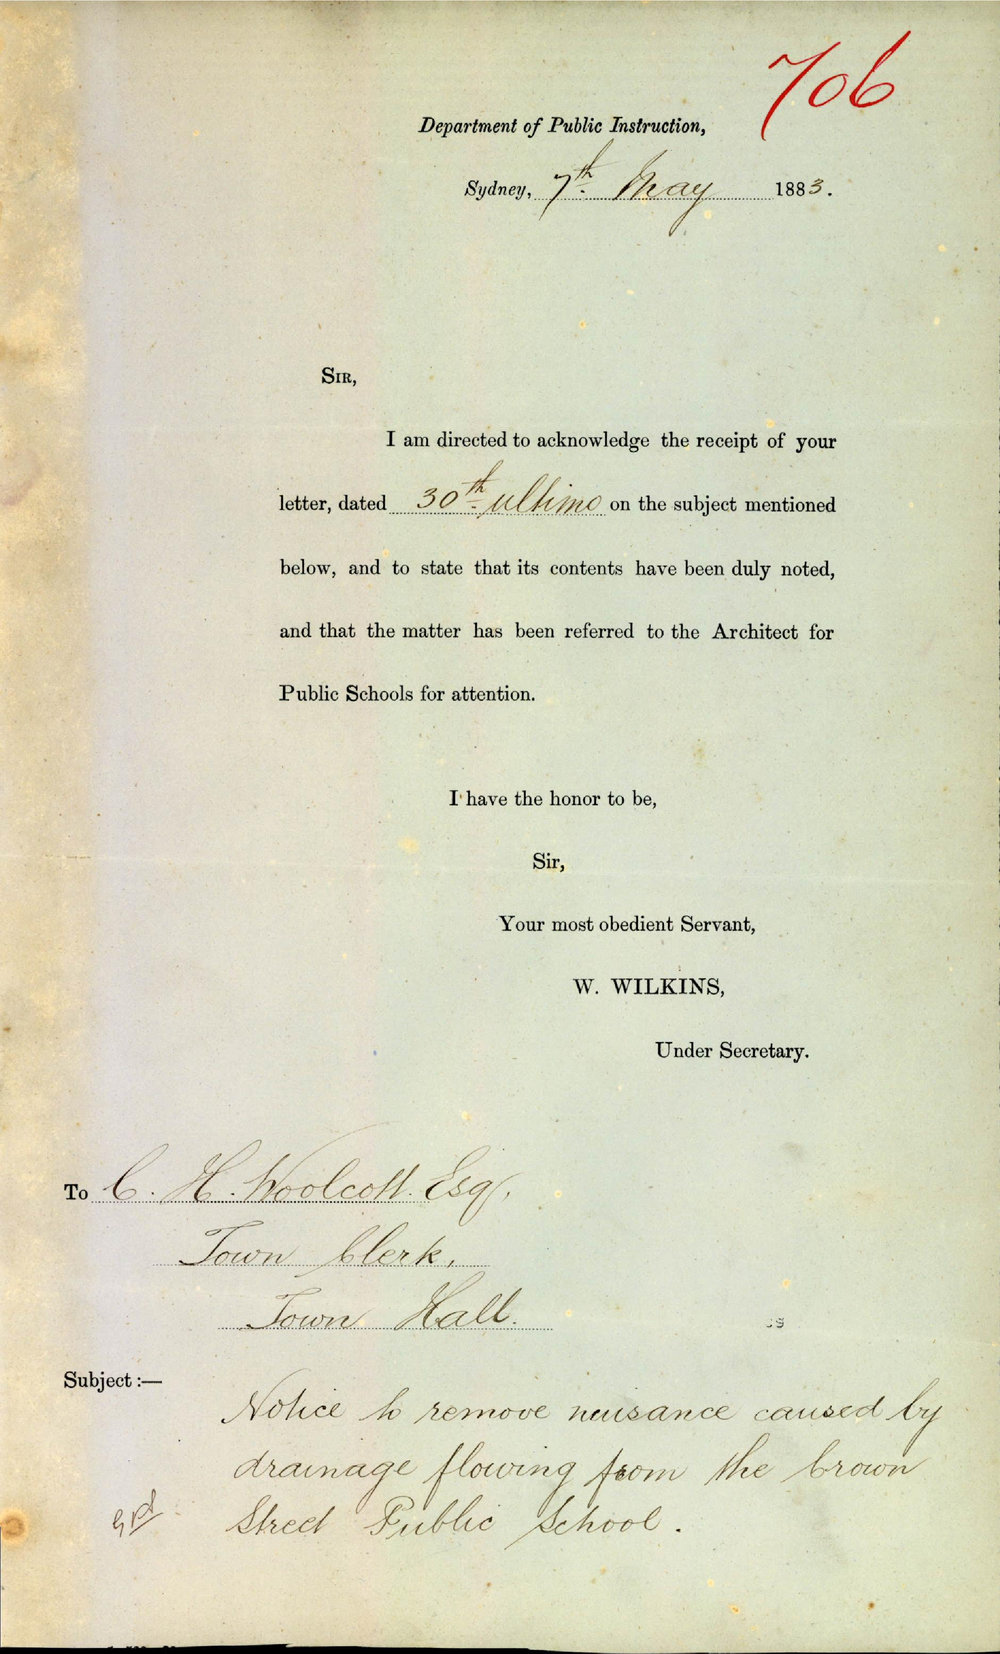 706
Department of Public Instruction,
Sydney, 7th May 1883.
SIR,
I am directed to acknowledge the receipt of your
letter, dated 30th ultimo on the subject mentioned
below, and to state that its contents have been duly noted,
and that the matter has been referred to the Architect for
Public Schools for attention.
I have the honor to be,
Sir,
Your most obedient Servant,
W. WILKINS,
Under Secretary.
To C. H. Woolcott. Esq.,
Town Clerk,
Town Hall.
Subject :—
Notice to remove nuisance caused by
drainage flowing from the Crown
Street Public School.